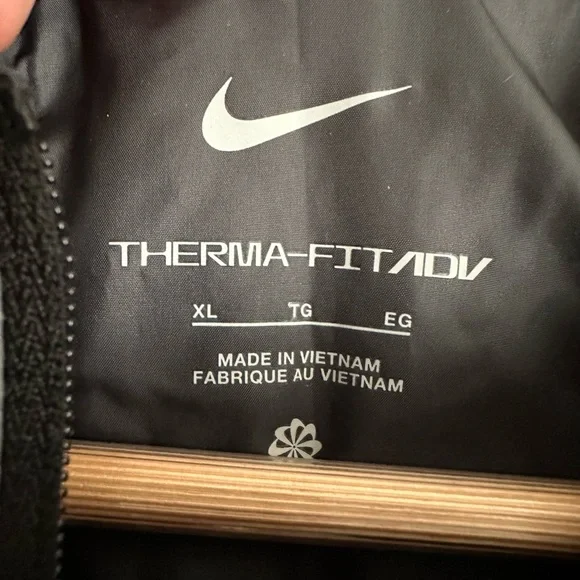 THERMA-FIT ADV
XL TG EG
MADE IN VIETNAM
FABRIQUE AU VIETNAM